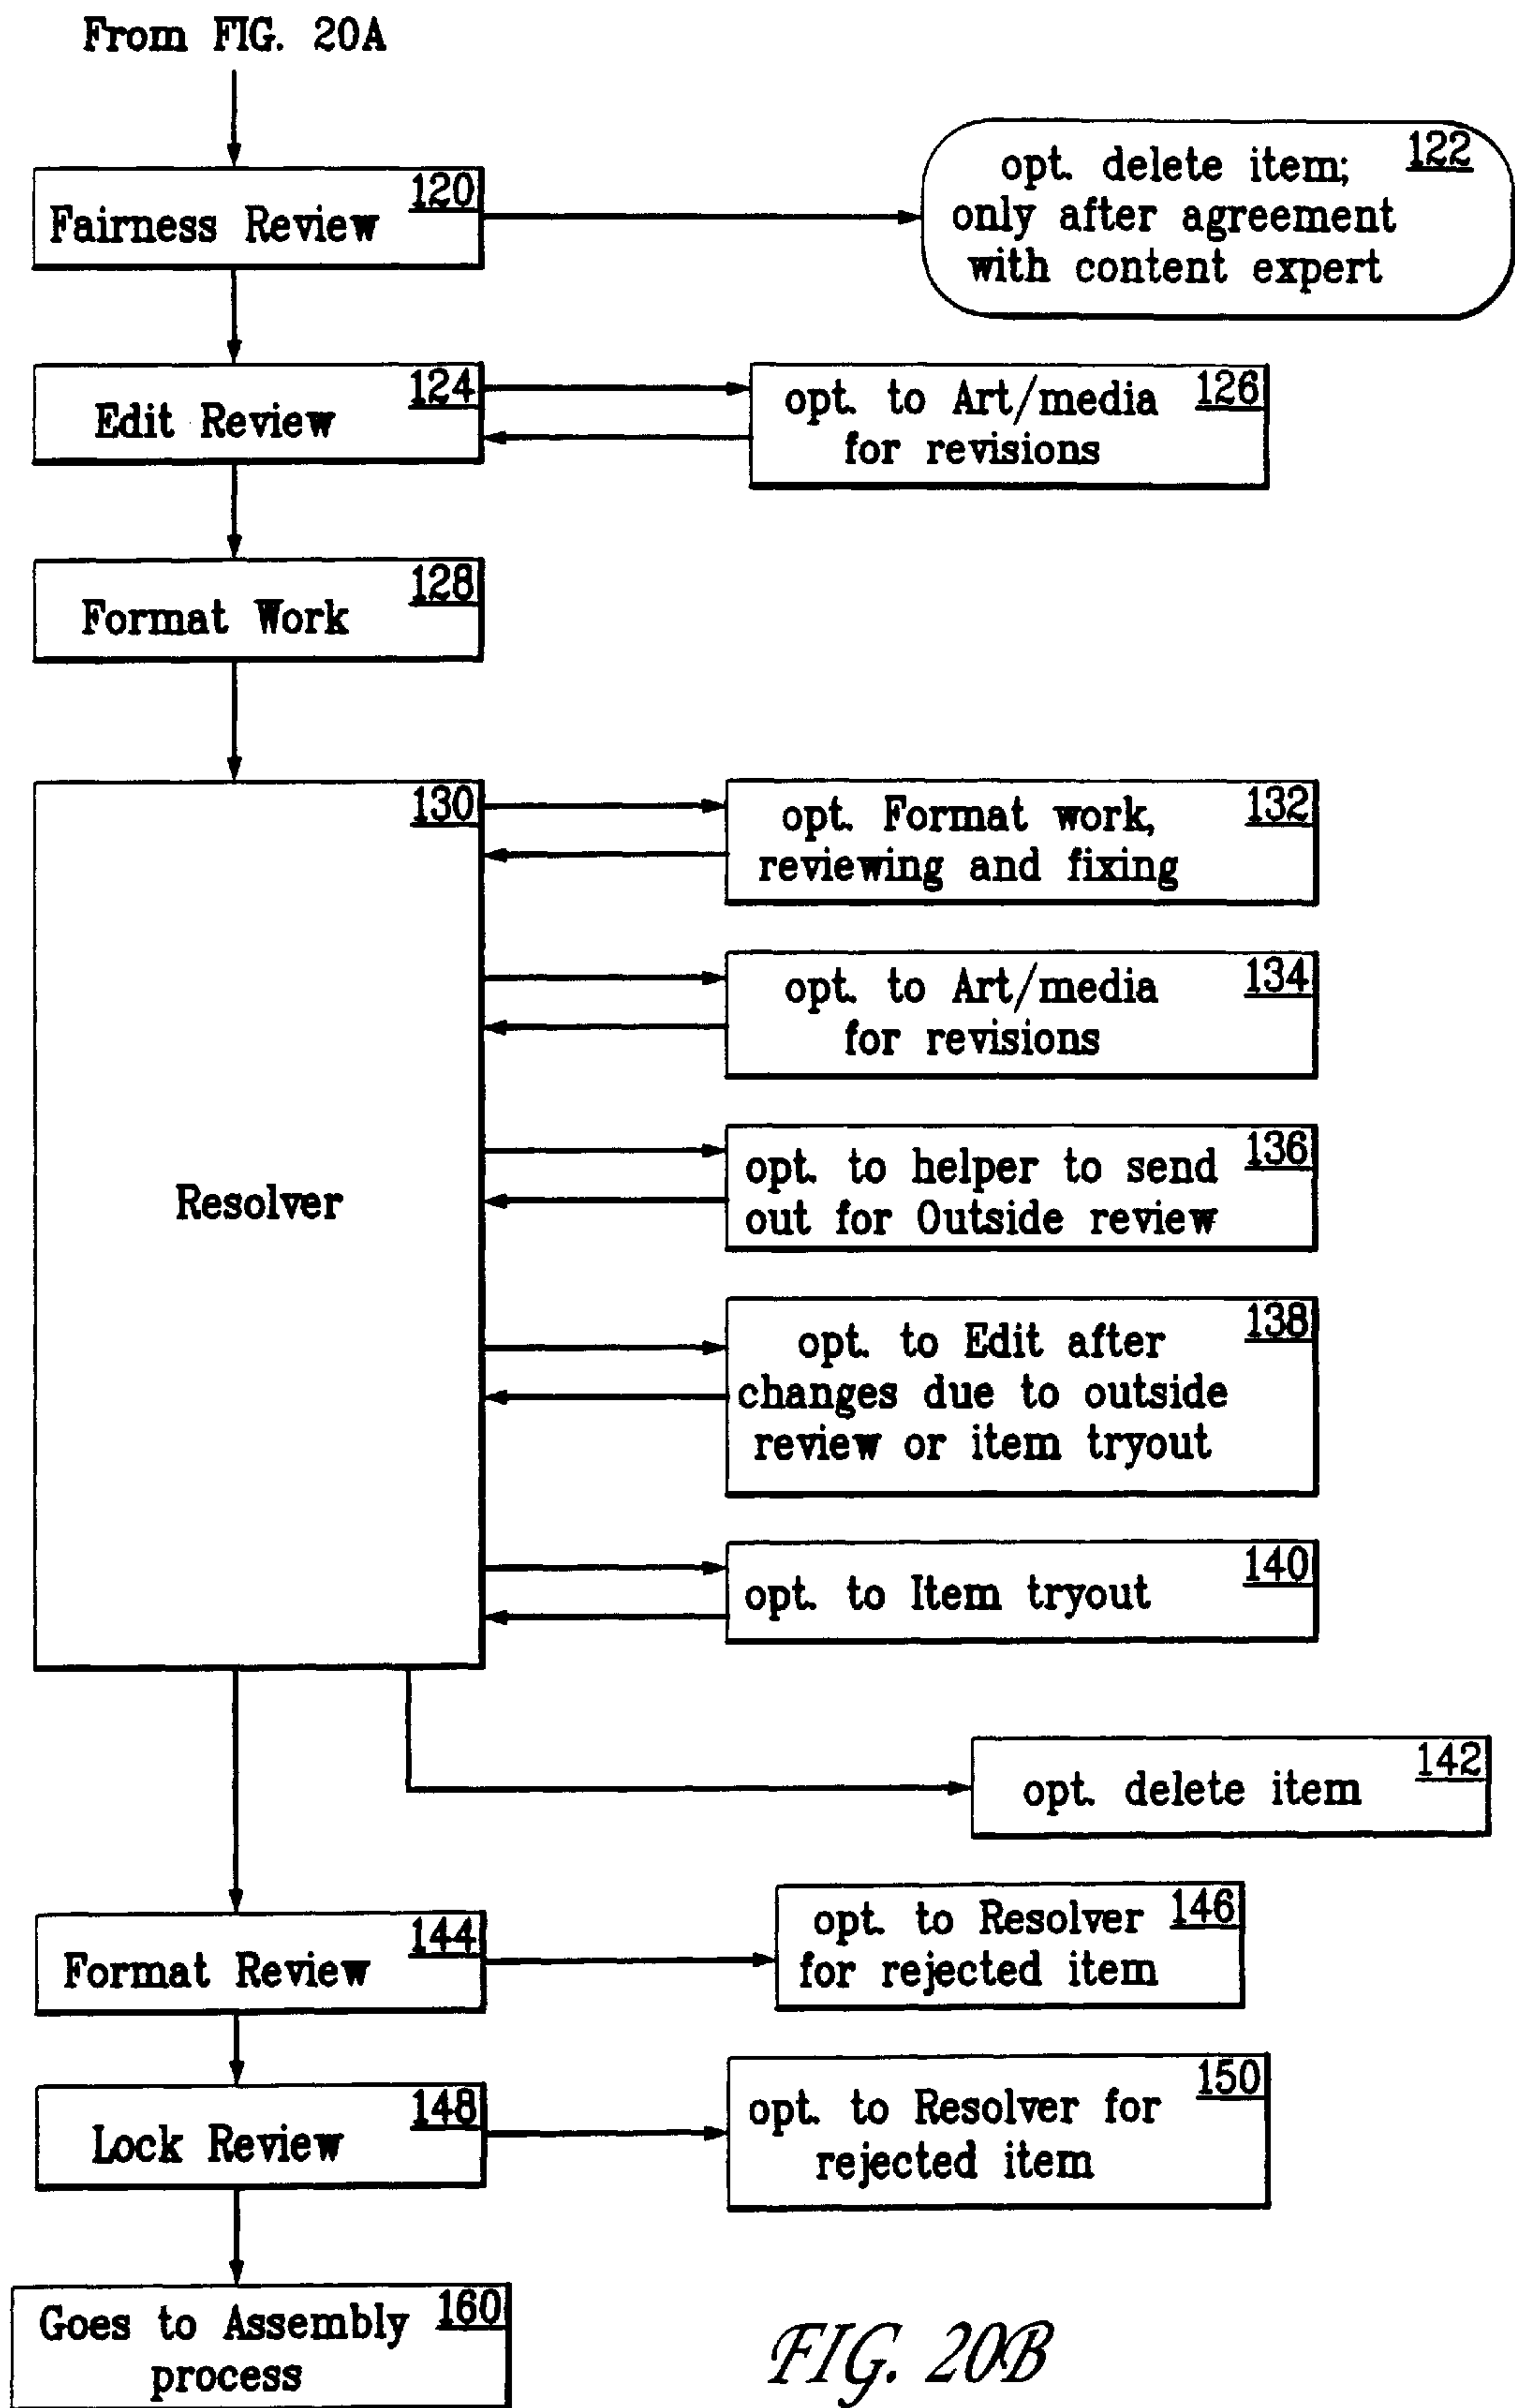 From FIG. 20A
120
Fairness Review
122
opt. delete item;
only after agreement
with content expert
124
Edit Review
126
opt. to Art/media
for revisions
128
Format Work
130
Resolver
132
opt. Format work,
reviewing and fixing
134
opt. to Art/media
for revisions
136
opt. to helper to send
out for Outside review
138
opt. to Edit after
changes due to outside
review or item tryout
140
opt. to Item tryout
142
opt. delete item
144
Format Review
146
opt. to Resolver
for rejected item
148
Lock Review
150
opt. to Resolver for
rejected item
160
Goes to Assembly
process
FIG. 20B